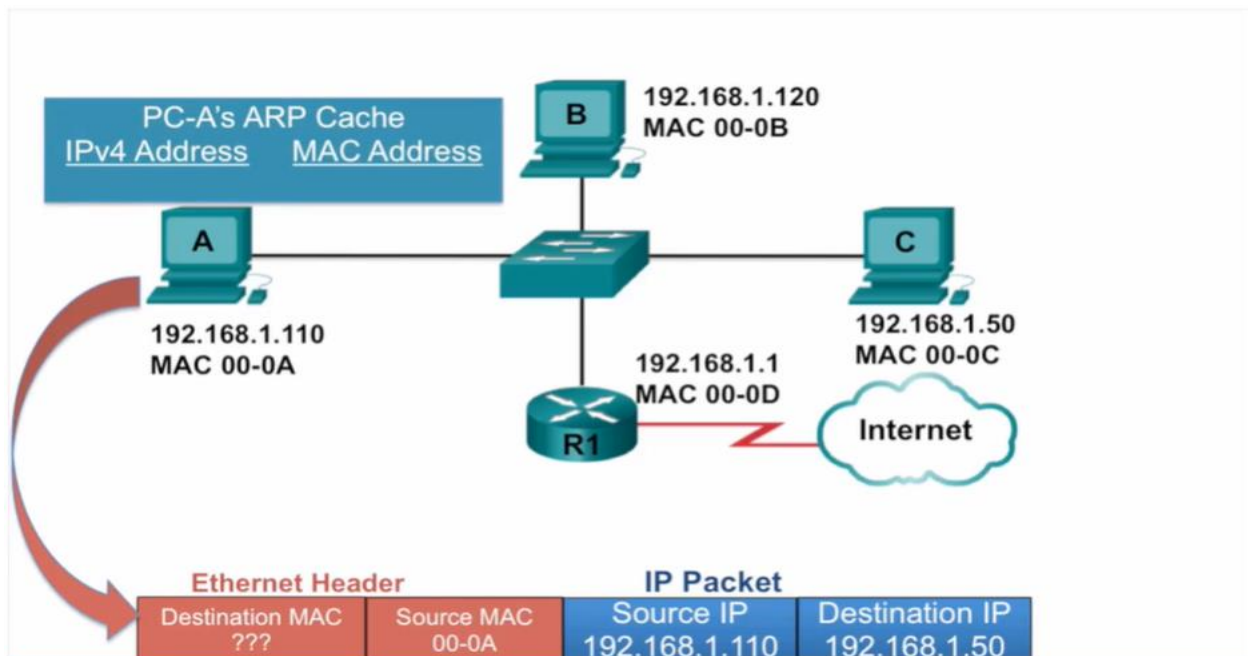 PC-A's ARP Cache
IPv4 Address MAC Address
B
192.168.1.120
MAC 00-0B
A
192.168.1.110
MAC 00-0A
C
192.168.1.50
MAC 00-0C
192.168.1.1
MAC 00-0D
R1
Internet
Ethernet Header
IP Packet
Destination MAC
???
Source MAC
00-0A
Source IP
192.168.1.110
Destination IP
192.168.1.50